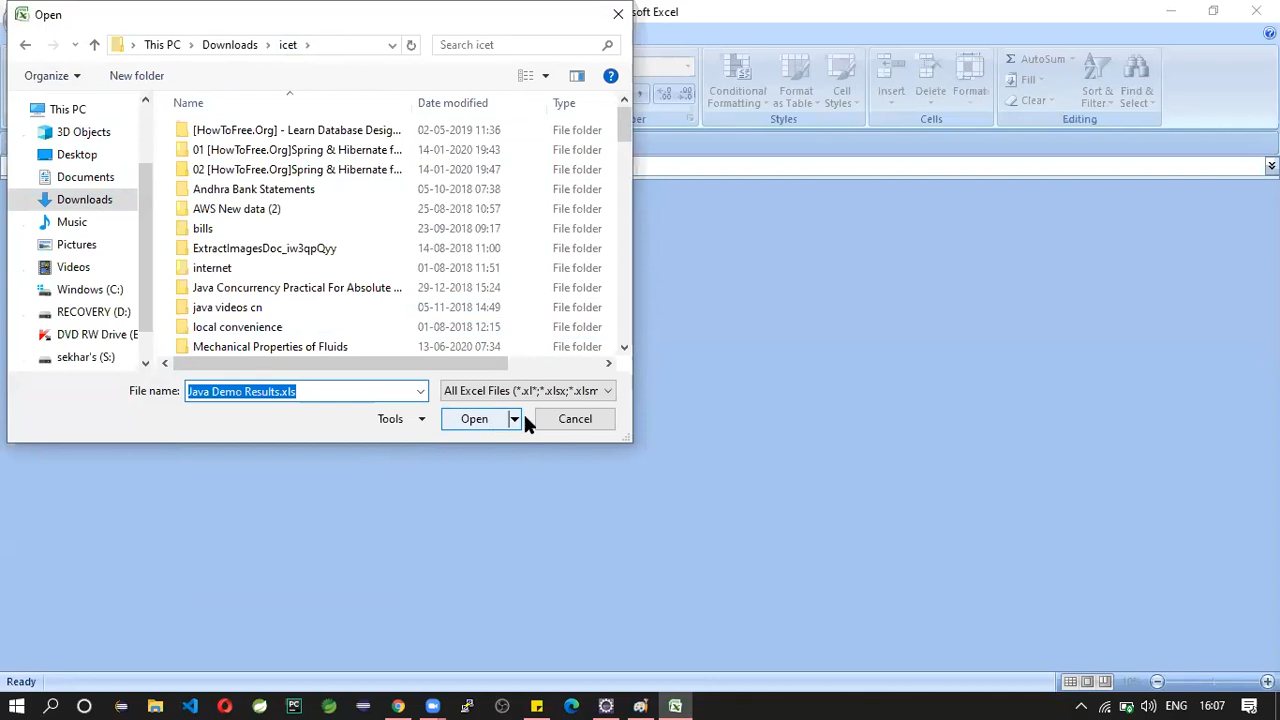 Open
soft Excel
This PC
Downloads
icet
Search icet
Organize
New folder
Name
Date modified
Type
This PC
3D Objects
Desktop
Documents
Downloads
Music
Pictures
Videos
Windows (C:)
RECOVERY (D:)
DVD RW Drive (E
sekhar's (S:)
[HowToFree.Org] - Learn Database Desig... 02-05-2019 11:36 File folder
01 [HowToFree.Org]Spring & Hibernate f... 14-01-2020 19:43 File folder
02 [HowToFree.Org]Spring & Hibernate f... 14-01-2020 19:47 File folder
Andhra Bank Statements 05-10-2018 07:38 File folder
AWS New data (2) 25-08-2018 10:57 File folder
bills 23-09-2018 09:17 File folder
ExtractImagesDoc_iw3qpQyy 14-08-2018 11:00 File folder
internet 01-08-2018 11:51 File folder
Java Concurrency Practical For Absolute ... 29-12-2018 15:24 File folder
java videos cn 05-11-2018 14:49 File folder
local convenience 01-08-2018 12:15 File folder
Mechanical Properties of Fluids 13-06-2020 07:34 File folder
File name: Java Demo Results.xls All Excel Files (*.xl*;*.xlsx;*.xlsm
Tools Open Cancel
Conditional Formatting
Format as Table
Cell Styles
Styles
Insert
Delete
Format
Cells
AutoSum
Fill
Clear
Sort & Filter
Find & Select
Editing
ber
Ready
ENG 16:07